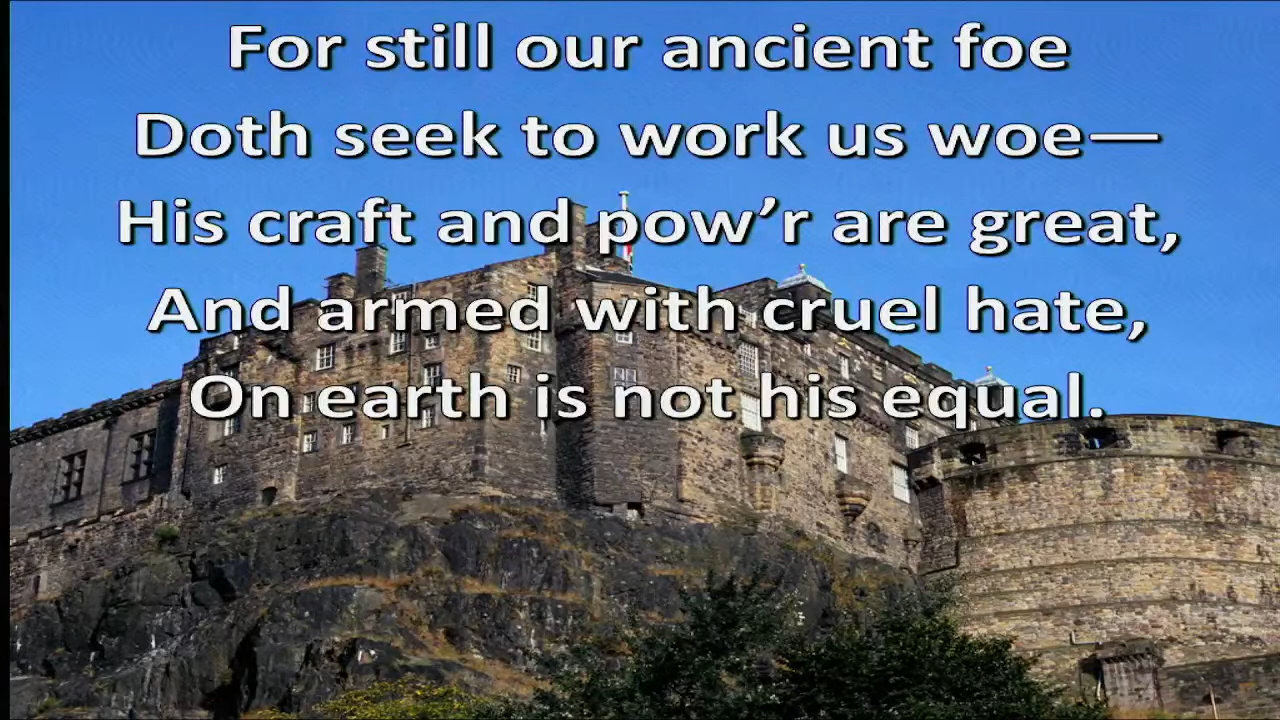 For still our ancient foe
Doth seek to work us woe—
His craft and pow’r are great,
And armed with cruel hate,
On earth is not his equal.